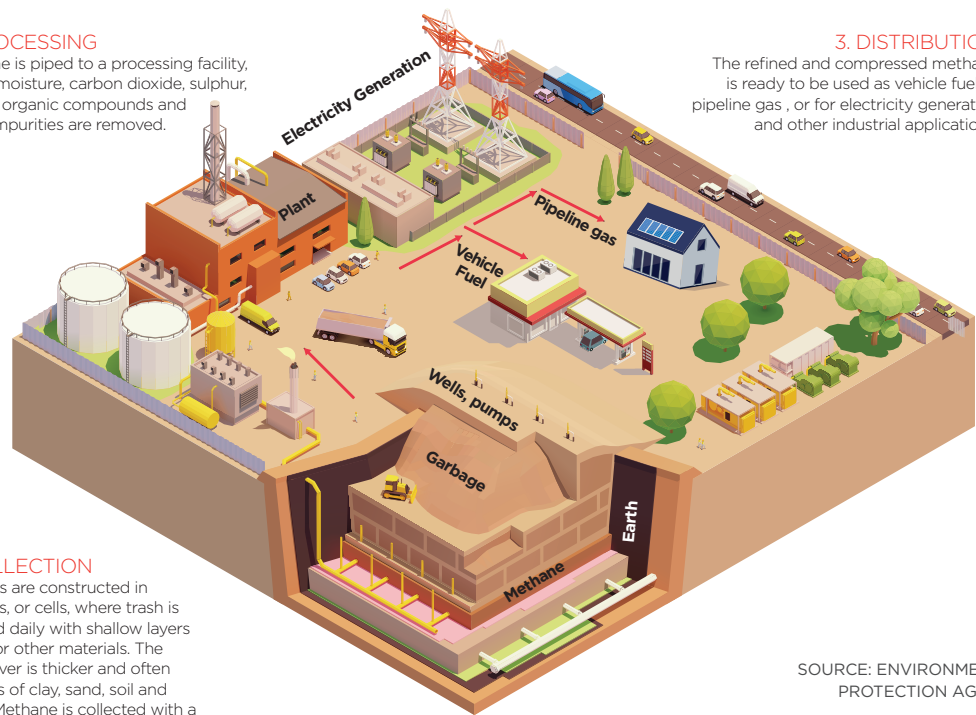 OCESSING
ne is piped to a processing facility,
moisture, carbon dioxide, sulphur,
organic compounds and
mpurities are removed.
3. DISTRIBUTIO
The refined and compressed metha
is ready to be used as vehicle fue
pipeline gas , or for electricity generat
and other industrial applicatio
Electricity Generation
Plant
Pipeline gas
Vehicle
Fuel
Wells, pumps
Garbage
Earth
Methane
LLECTION
s are constructed in
s, or cells, where trash is
d daily with shallow layers
or other materials. The
ver is thicker and often
s of clay, sand, soil and
Methane is collected with a
SOURCE: ENVIRONME
PROTECTION AG